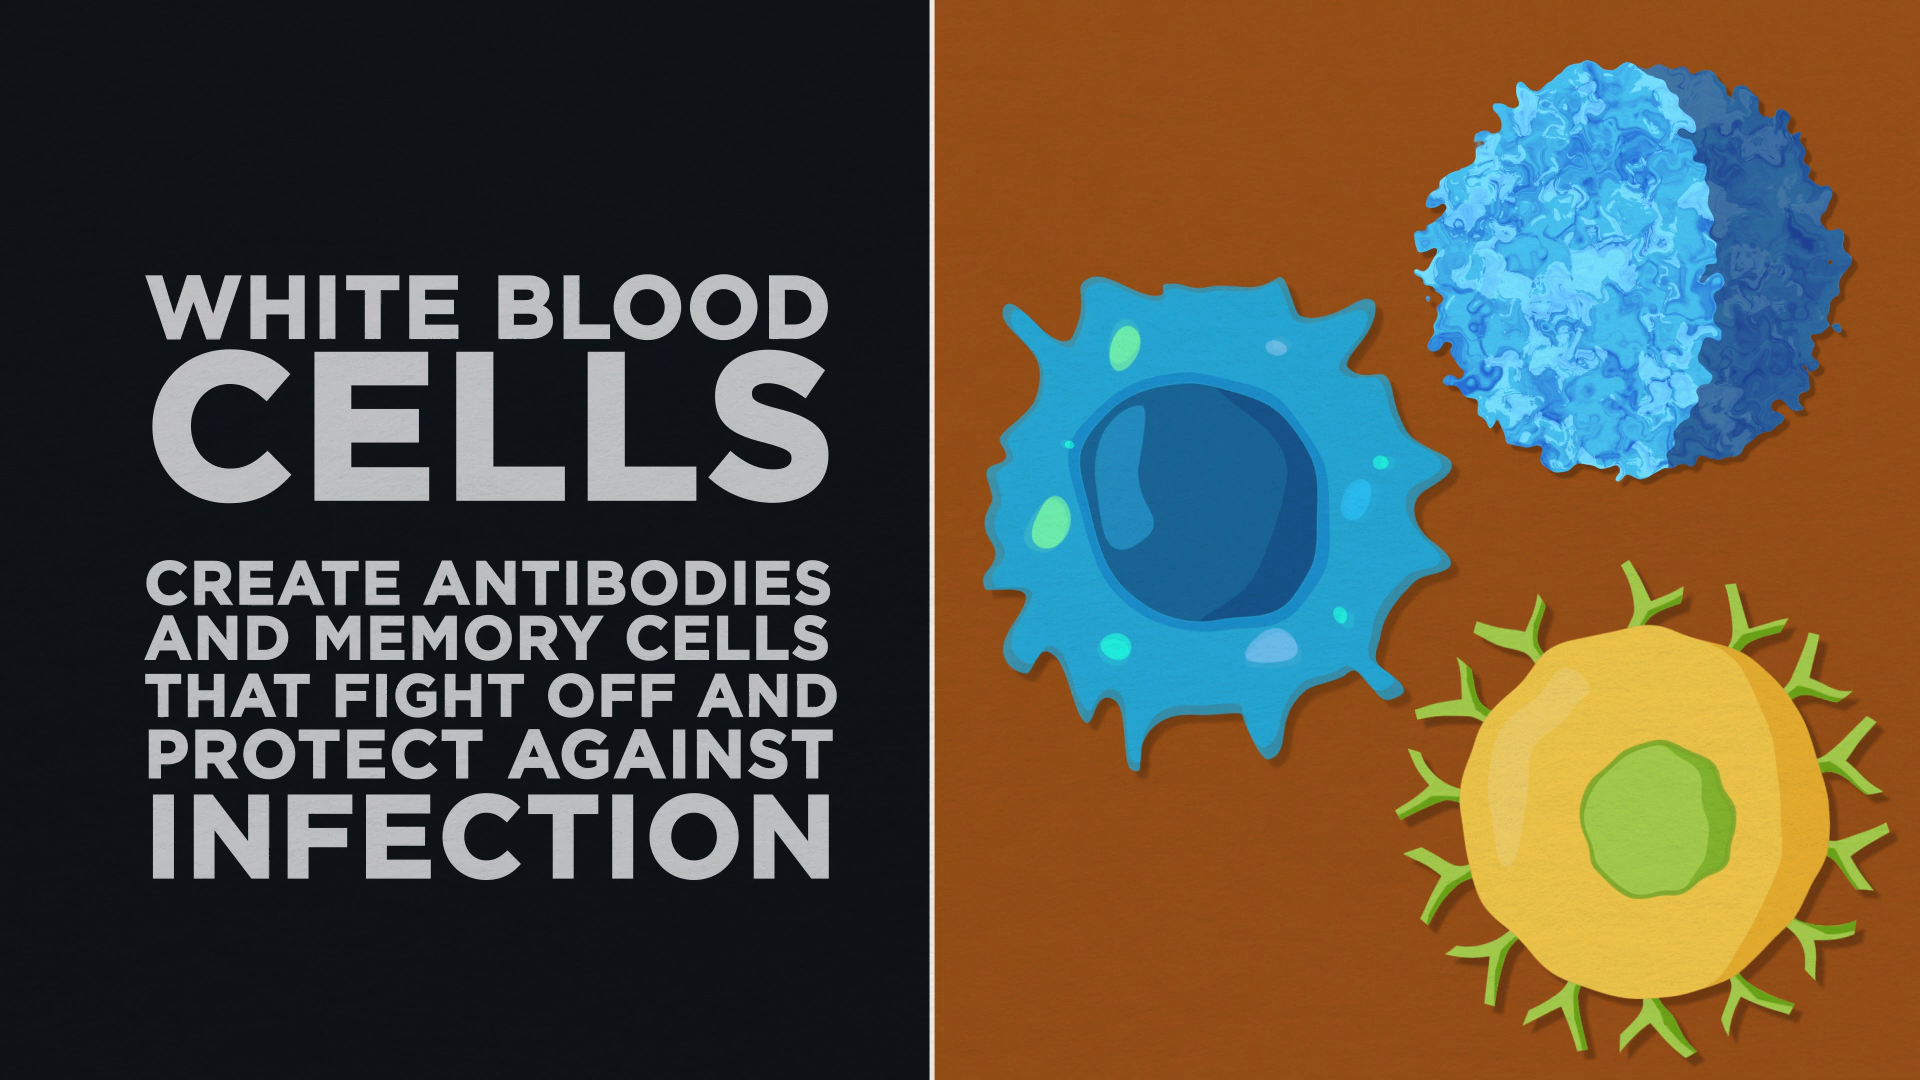 WHITE BLOOD
CELLS
CREATE ANTIBODIES
AND MEMORY CELLS
THAT FIGHT OFF AND
PROTECT AGAINST
INFECTION